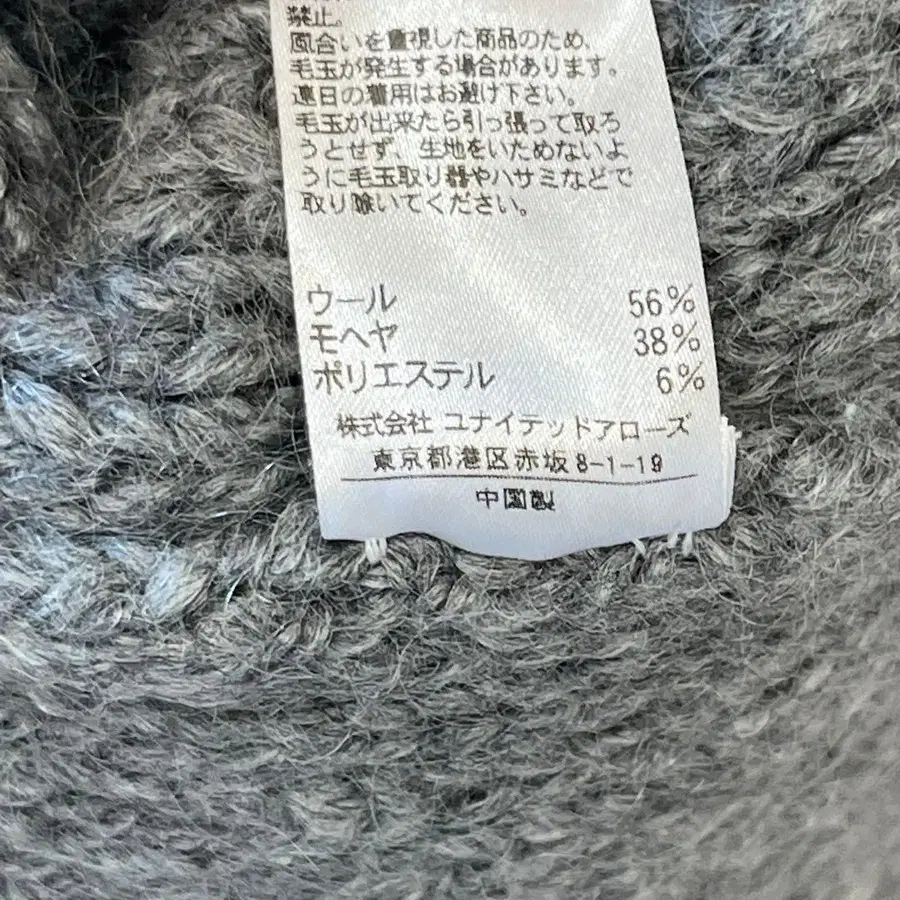 禁止。
風合いを重視した商品のため、
毛玉が発生する場合があります。
連日の着用はお避け下さい。
毛玉が出来たら引っ張って取ろ
うとせず、生地をいためないよ
うに毛玉取り器やハサミなどで
取り除いてください。
ウール 56%
モヘヤ 38%
ポリエステル 6%
株式会社 ユナイテッドアローズ
東京都港区赤坂8-1-19
中国製